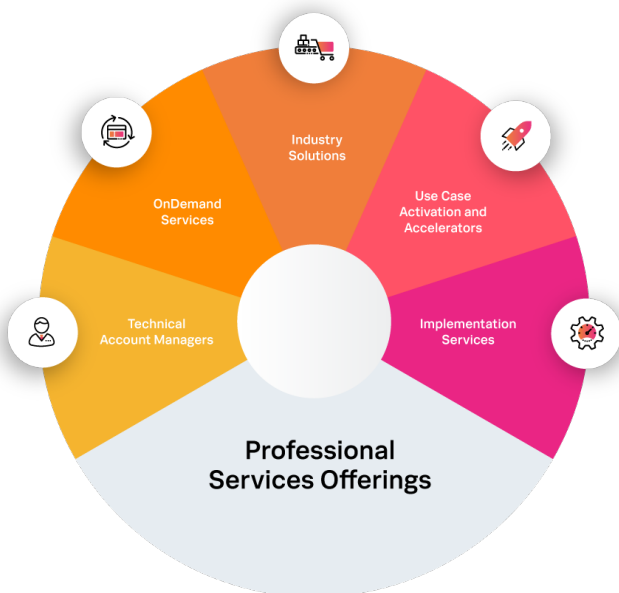 Industry
Solutions
OnDemand
Services
Use Case
Activation and
Accelerators
Technical
Account Managers
Implementation
Services
Professional
Services Offerings